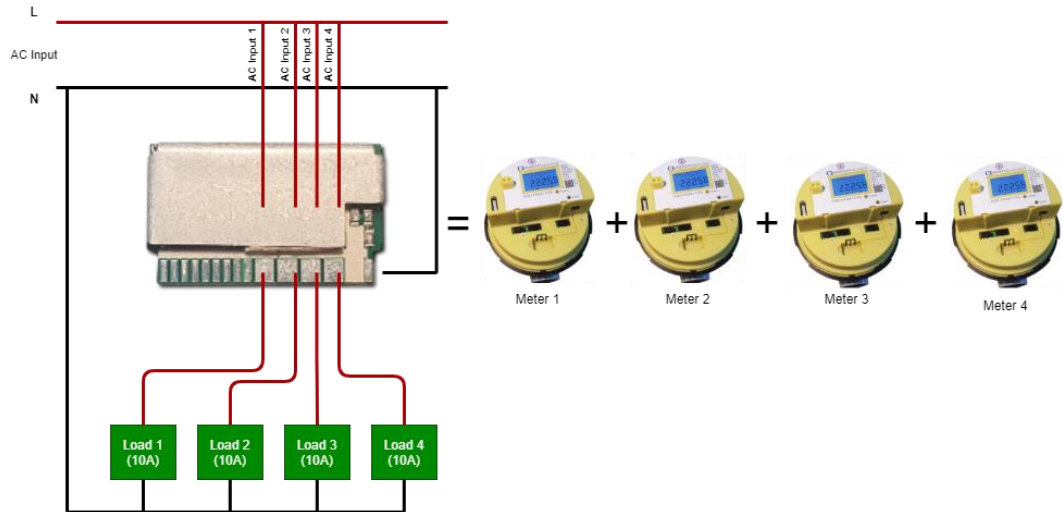 L
AC Input
N
AC Input 1
AC Input 2
AC Input 3
AC Input 4
=
+
+
+
Meter 1
Meter 2
Meter 3
Meter 4
Load 1
(10A)
Load 2
(10A)
Load 3
(10A)
Load 4
(10A)